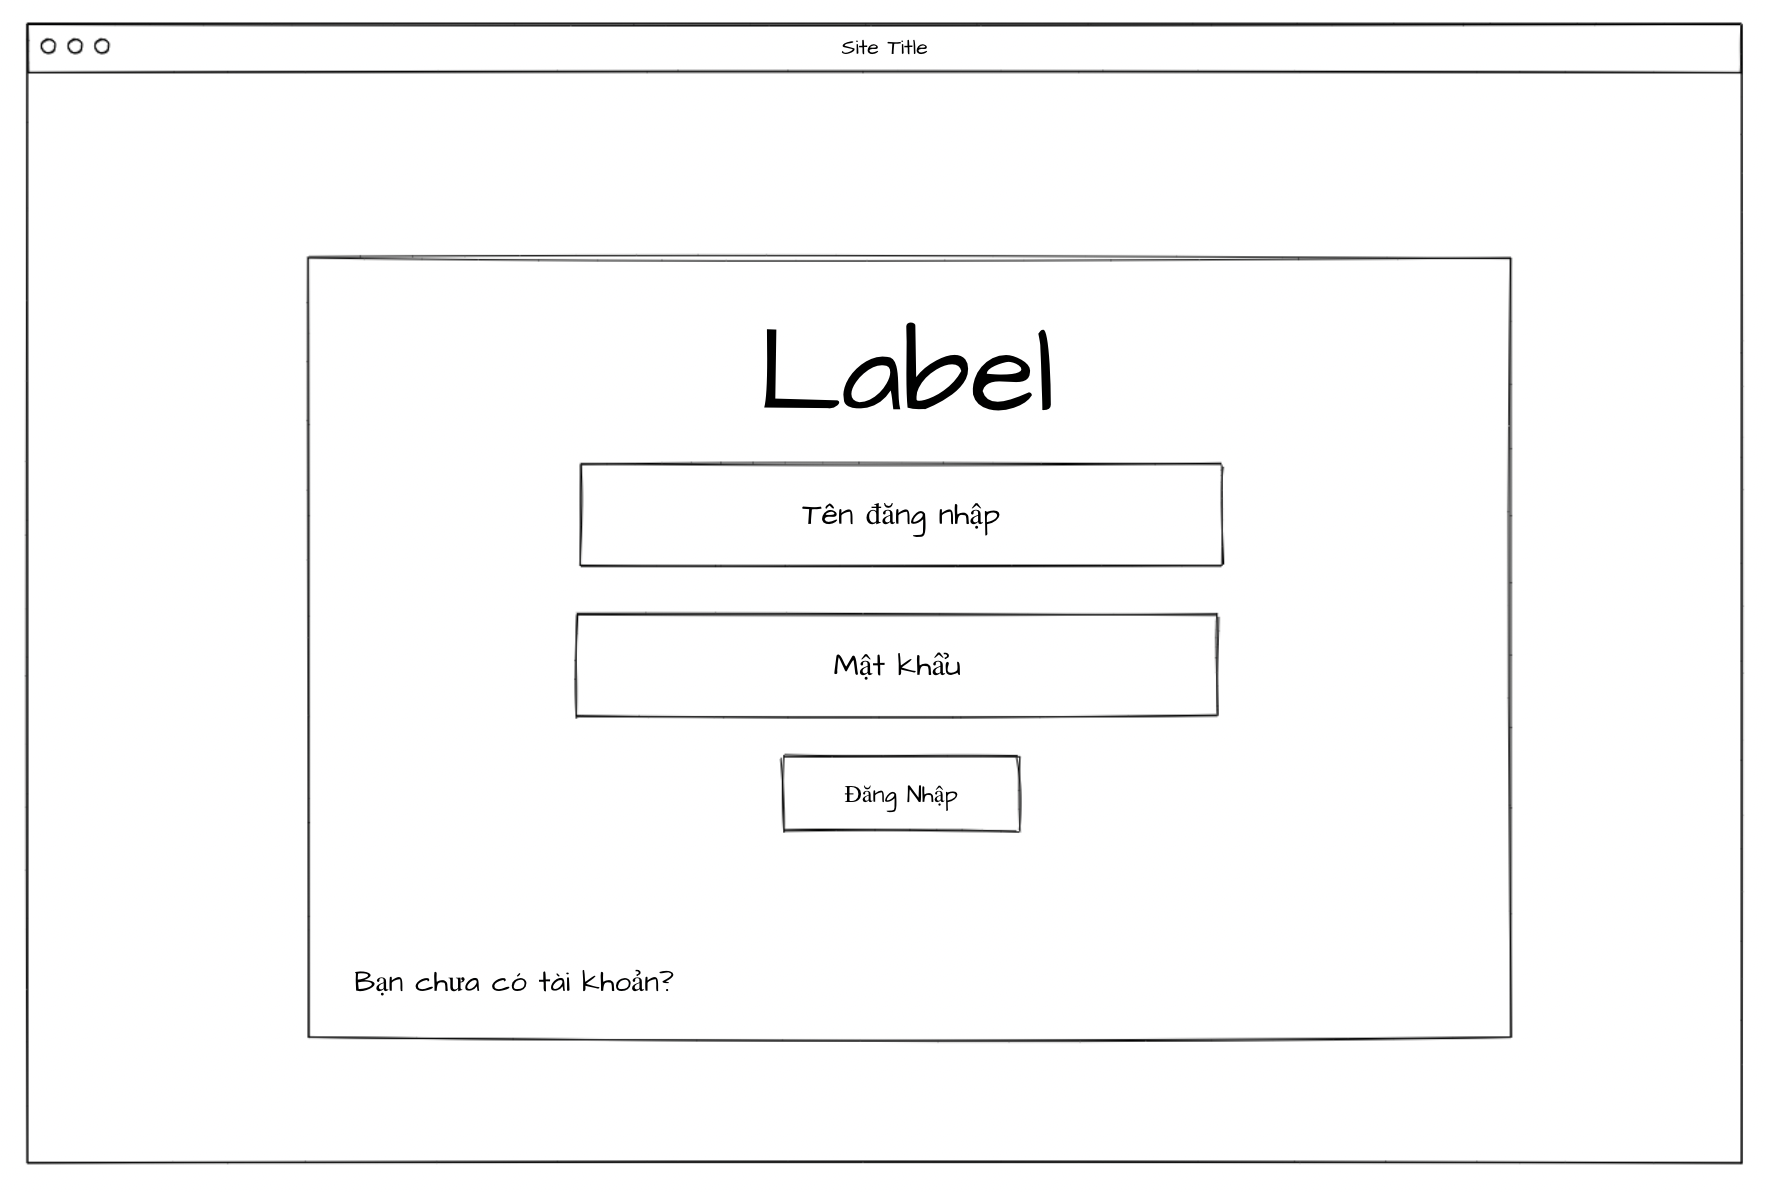 Site Title
Label
Tên đăng nhập
Mật khẩu
Đăng Nhập
Bạn chưa có tài khoản?